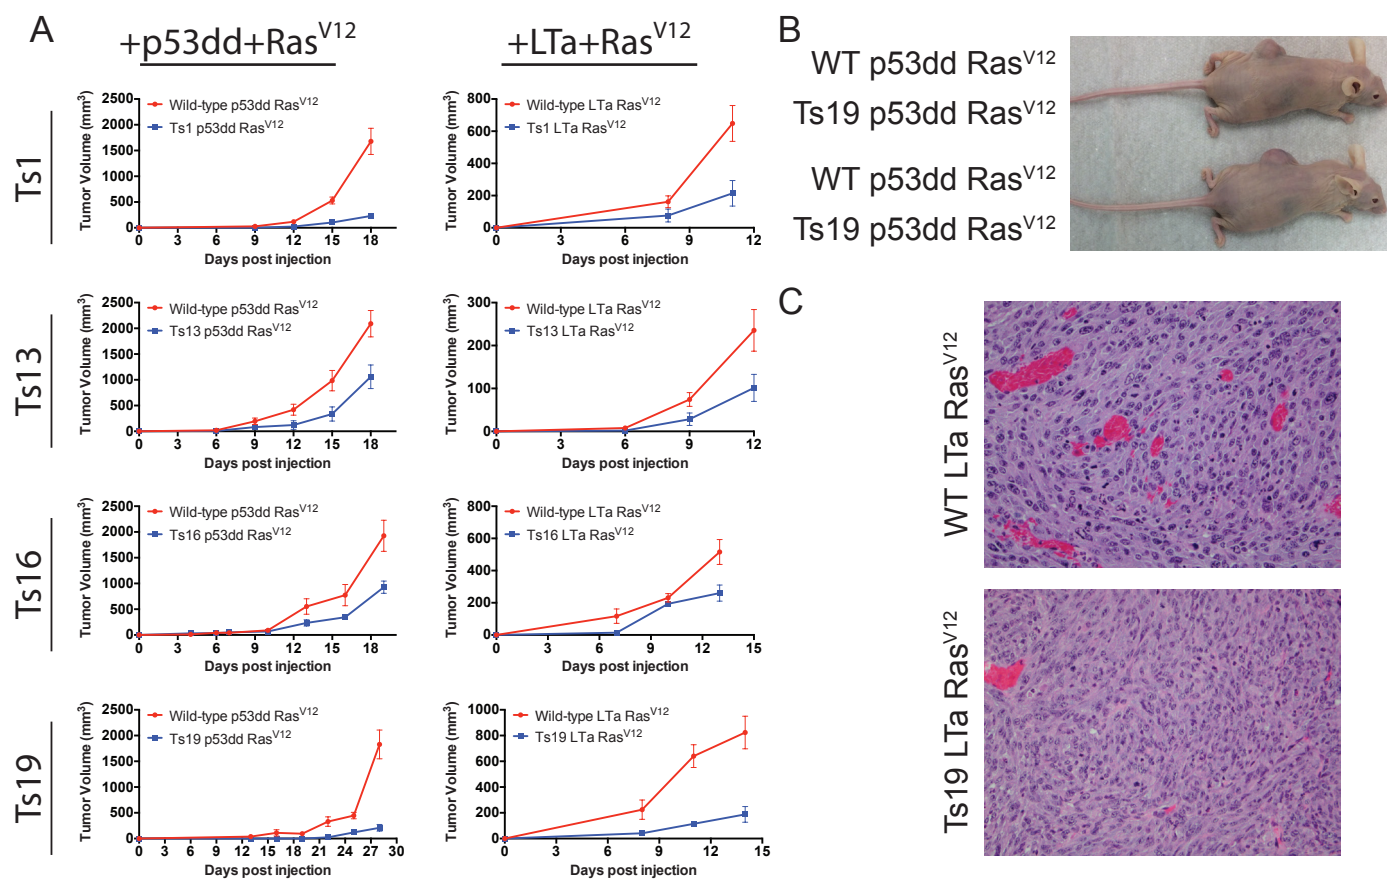 A
+p53dd+Ras^V12
+LTa+Ras^V12
Ts1
Tumor Volume (mm³)
2500
2000
1500
1000
500
0
Wild-type p53dd Ras^V12
Ts1 p53dd Ras^V12
0 3 6 9 12 15 18
Days post injection
Tumor Volume (mm³)
800
600
400
200
0
Wild-type LTa Ras^V12
Ts1 LTa Ras^V12
0 3 6 9 12
Days post injection
Ts13
Tumor Volume (mm³)
2500
2000
1500
1000
500
0
Wild-type p53dd Ras^V12
Ts13 p53dd Ras^V12
0 3 6 9 12 15 18
Days post injection
Tumor Volume (mm³)
300
200
100
0
Wild-type LTa Ras^V12
Ts13 LTa Ras^V12
0 3 6 9 12
Days post injection
Ts16
Tumor Volume (mm³)
2500
2000
1500
1000
500
0
Wild-type p53dd Ras^V12
Ts16 p53dd Ras^V12
0 3 6 9 12 15 18
Days post injection
Tumor Volume (mm³)
800
600
400
200
0
Wild-type LTa Ras^V12
Ts16 LTa Ras^V12
0 3 6 9 12 15
Days post injection
Ts19
Tumor Volume (mm³)
2500
2000
1500
1000
500
0
Wild-type p53dd Ras^V12
Ts19 p53dd Ras^V12
0 3 6 9 12 15 18 21 24 27 30
Days post injection
Tumor Volume (mm³)
1000
800
600
400
200
0
Wild-type LTa Ras^V12
Ts19 LTa Ras^V12
0 3 6 9 12 15
Days post injection
B
WT p53dd Ras^V12
Ts19 p53dd Ras^V12
WT p53dd Ras^V12
Ts19 p53dd Ras^V12
C
WT LTa Ras^V12
Ts19 LTa Ras^V12